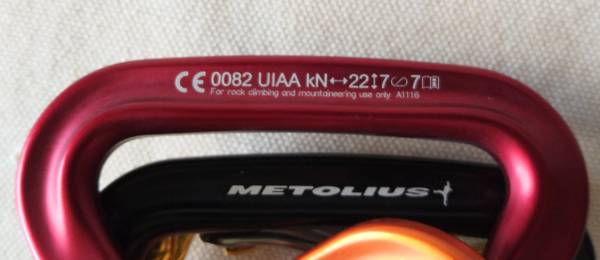 CE 0082 UIAA kN↔22↕7⟲7
For rock climbing and mountaineering use only A1116
METOLIUS